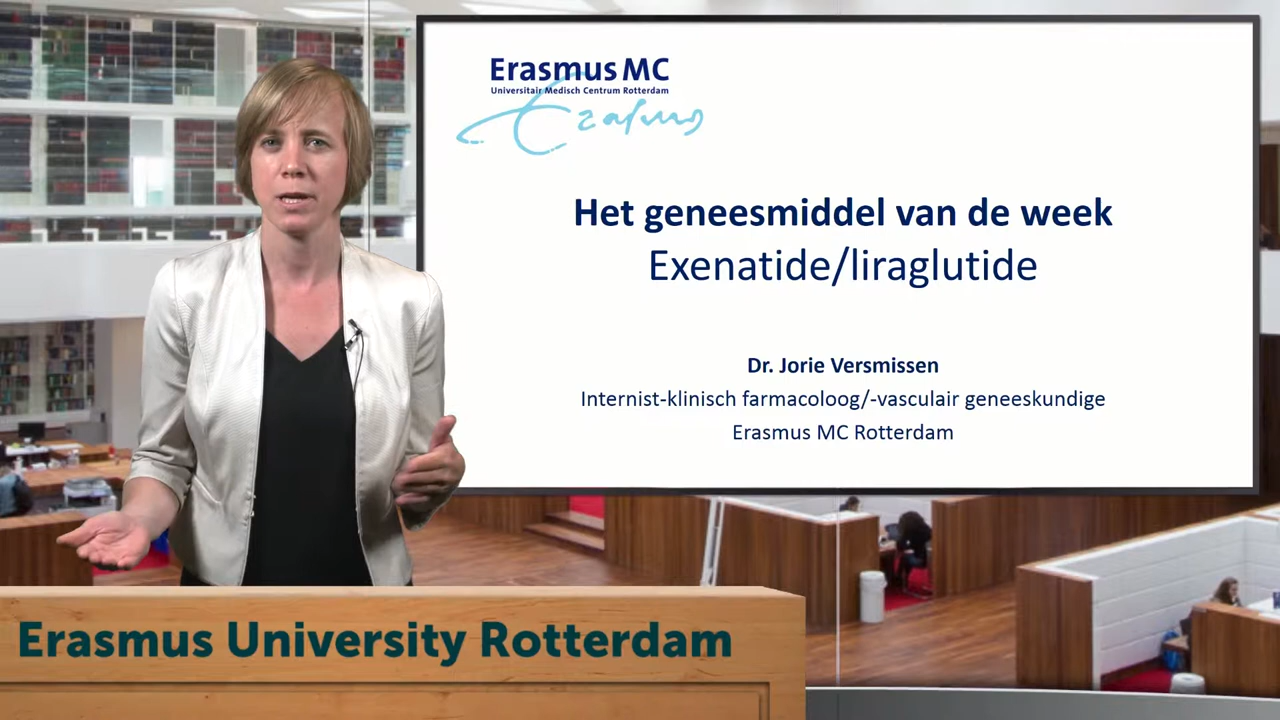 Erasmus MC
Universitair Medisch Centrum Rotterdam
Erasmus
Het geneesmiddel van de week
Exenatide/liraglutide
Dr. Jorie Versmissen
Internist-klinisch farmacoloog/-vasculair geneeskundige
Erasmus MC Rotterdam
Erasmus University Rotterdam